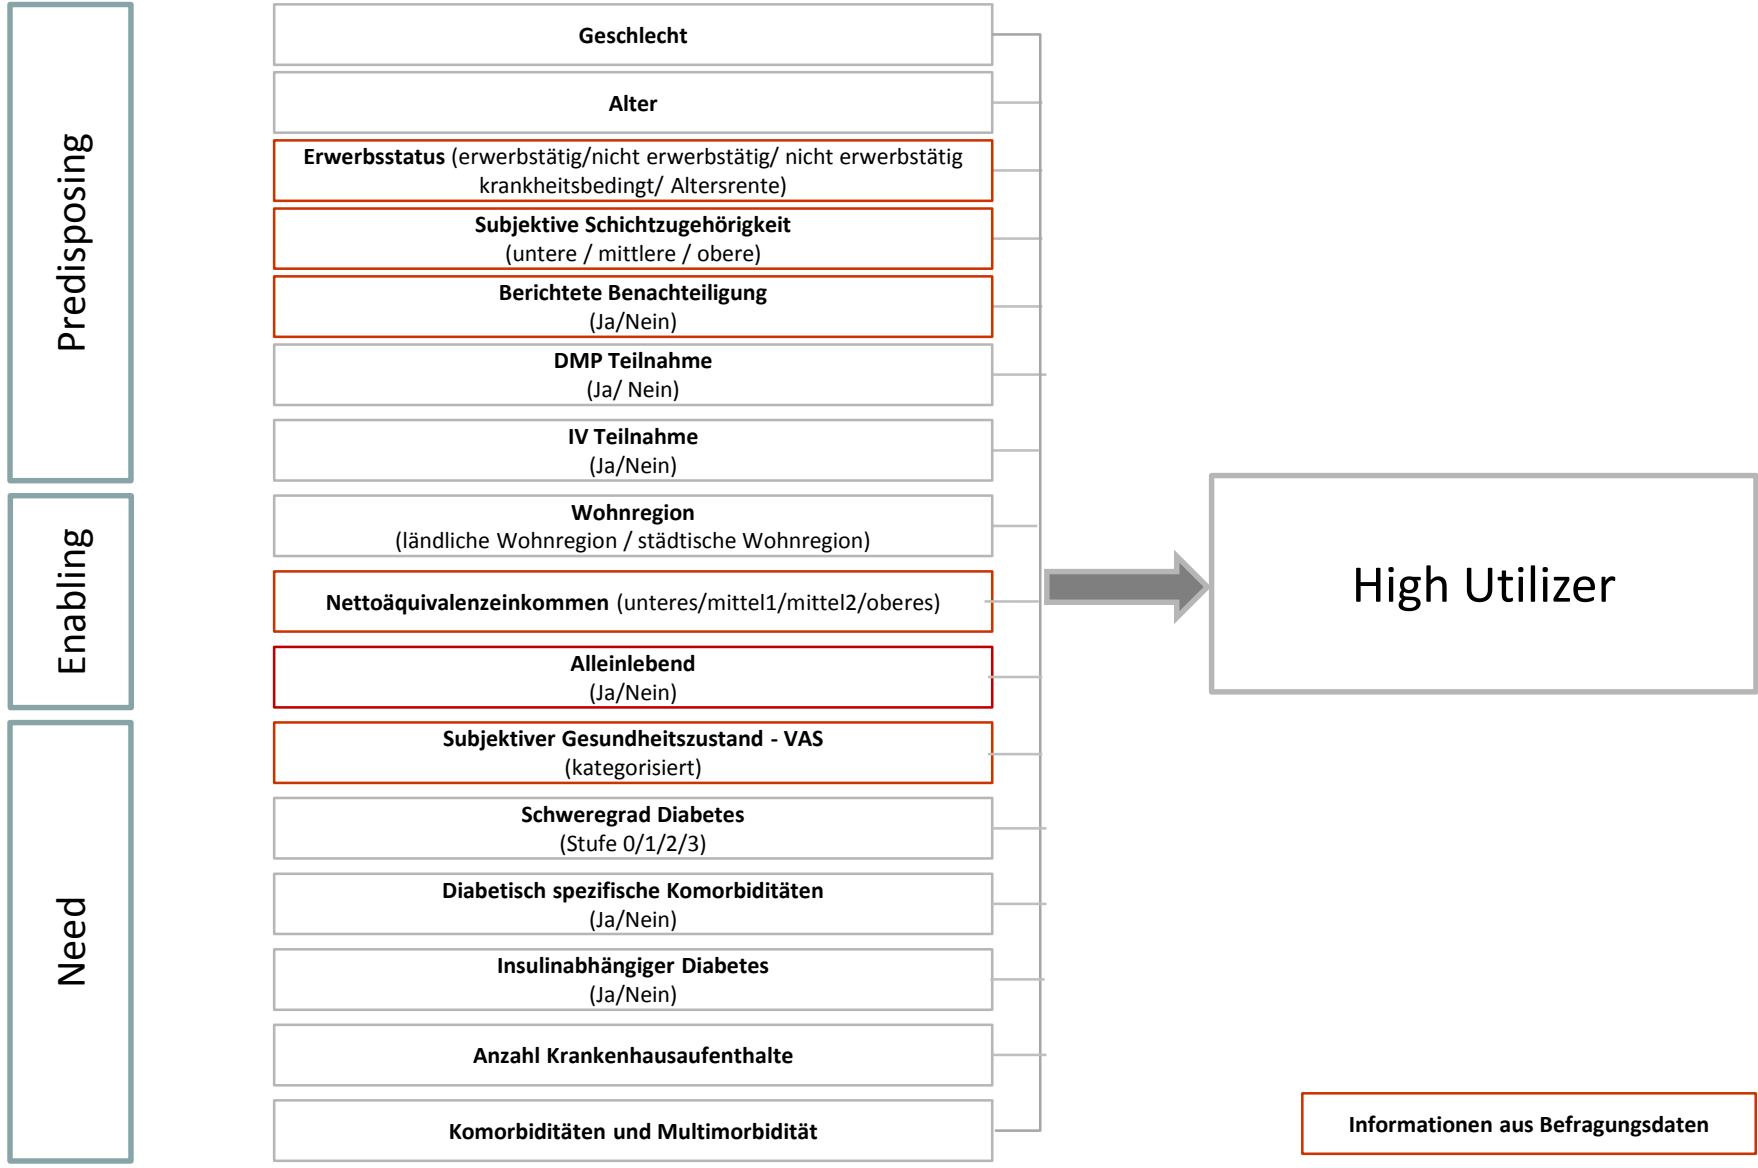 Predisposing
Geschlecht
Alter
Erwerbsstatus (erwerbstätig/nicht erwerbstätig/ nicht erwerbstätig
krankheitsbedingt/ Altersrente)
Subjektive Schichtzugehörigkeit
(untere / mittlere / obere)
Berichtete Benachteiligung
(Ja/Nein)
DMP Teilnahme
(Ja/ Nein)
IV Teilnahme
(Ja/Nein)
Enabling
Wohnregion
(ländliche Wohnregion / städtische Wohnregion)
Nettoäquivalenzeinkommen (unteres/mittel1/mittel2/oberes)
Alleinlebend
(Ja/Nein)
Need
Subjektiver Gesundheitszustand - VAS
(kategorisiert)
Schweregrad Diabetes
(Stufe 0/1/2/3)
Diabetisch spezifische Komorbiditäten
(Ja/Nein)
Insulinabhängiger Diabetes
(Ja/Nein)
Anzahl Krankenhausaufenthalte
Komorbiditäten und Multimorbidität
High Utilizer
Informationen aus Befragungsdaten